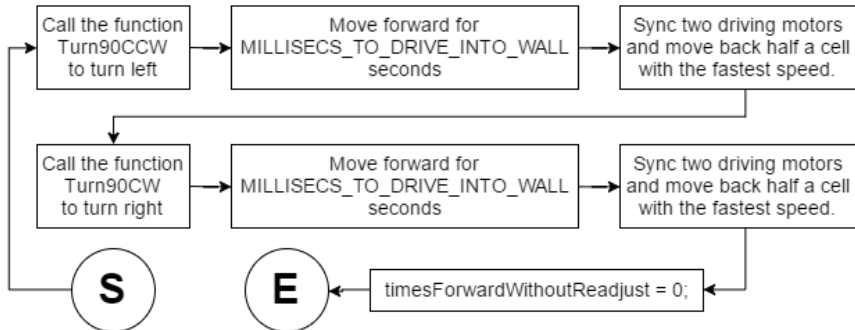 Call the function
Turn90CCW
to turn left
Move forward for
MILLISECS_TO_DRIVE_INTO_WALL
seconds
Sync two driving motors
and move back half a cell
with the fastest speed.
Call the function
Turn90CW
to turn right
Move forward for
MILLISECS_TO_DRIVE_INTO_WALL
seconds
Sync two driving motors
and move back half a cell
with the fastest speed.
S
E
timesForwardWithoutReadjust = 0;